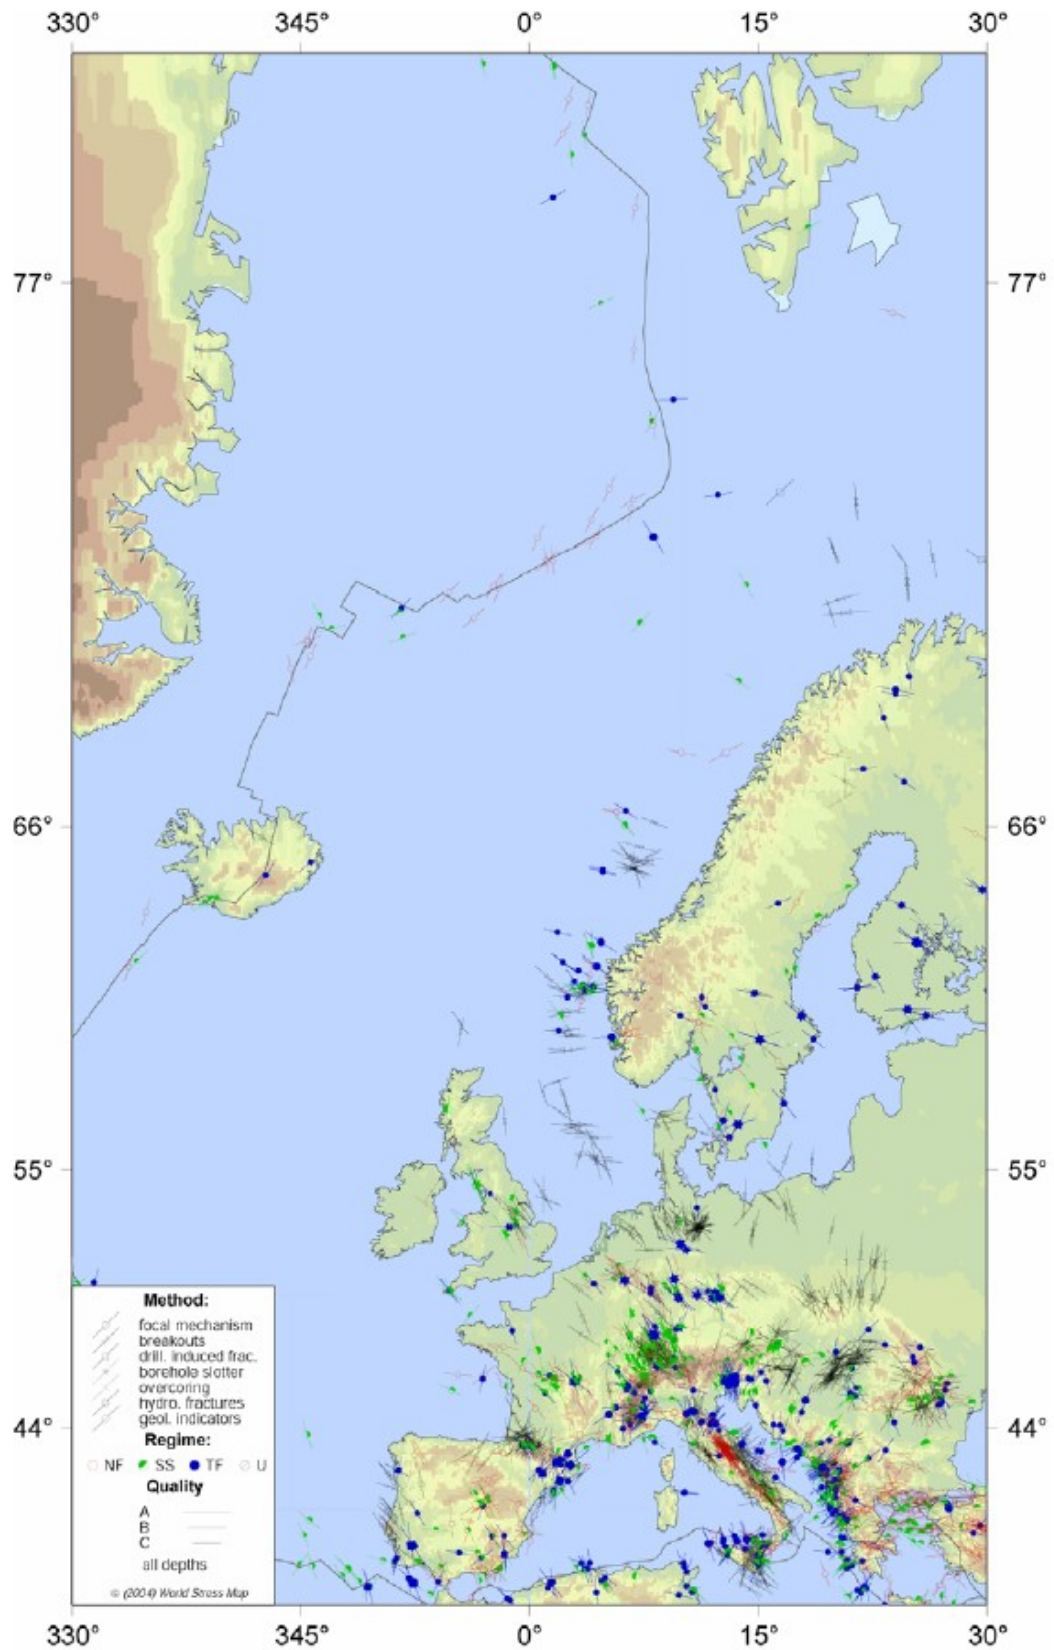 330° 345° 0° 15° 30°
77° 77°
66° 66°
55° 55°
44° 44°
Method:
focal mechanism
breakouts
drill. induced frac.
borehole slotter
overcoring
hydro. fractures
geol. indicators
Regime:
NF SS TF U
Quality
A
B
C
all depths
© (2004) World Stress Map
330° 345° 0° 15° 30°